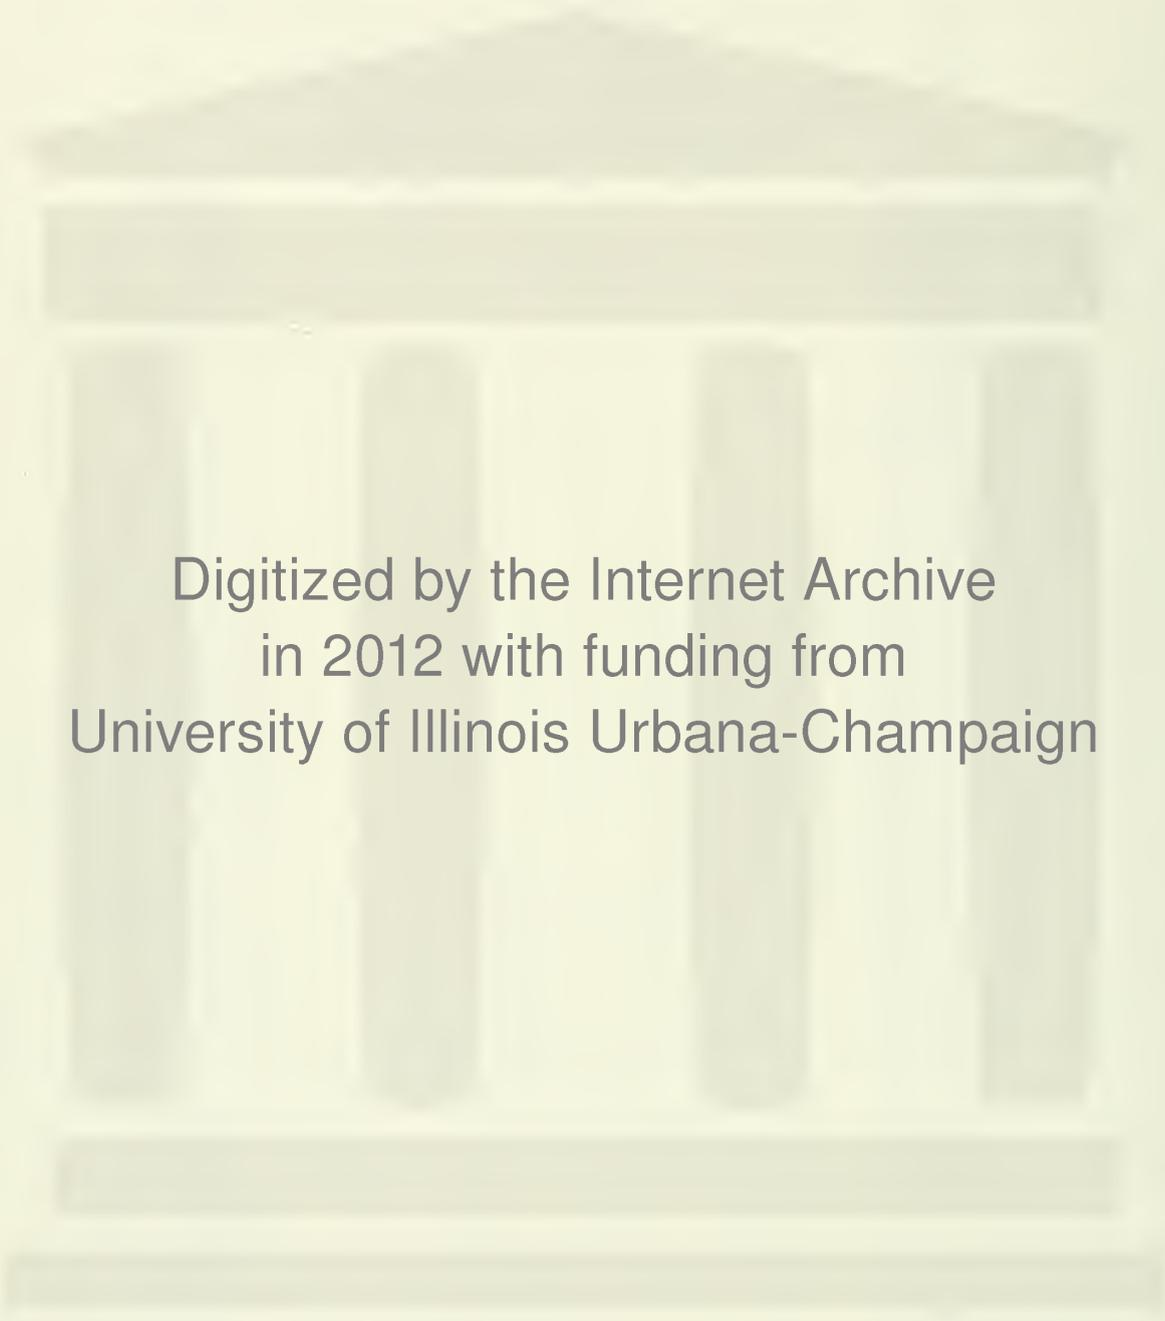 Digitized by the Internet Archive
in 2012 with funding from
University of Illinois Urbana-Champaign